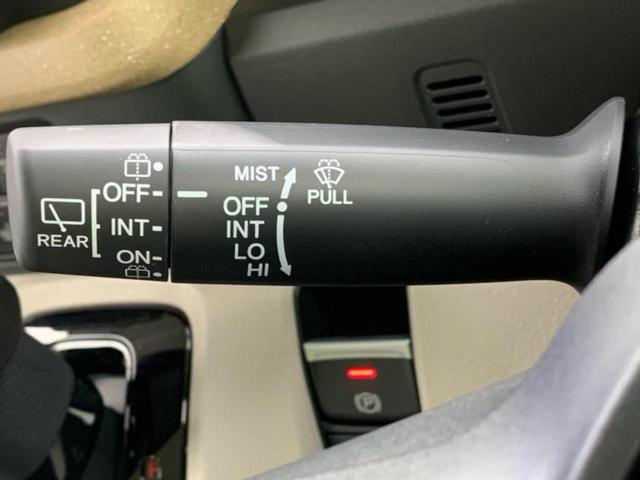 REAR
OFF
INT
ON
MIST
OFF
INT
LO
HI
PULL
P